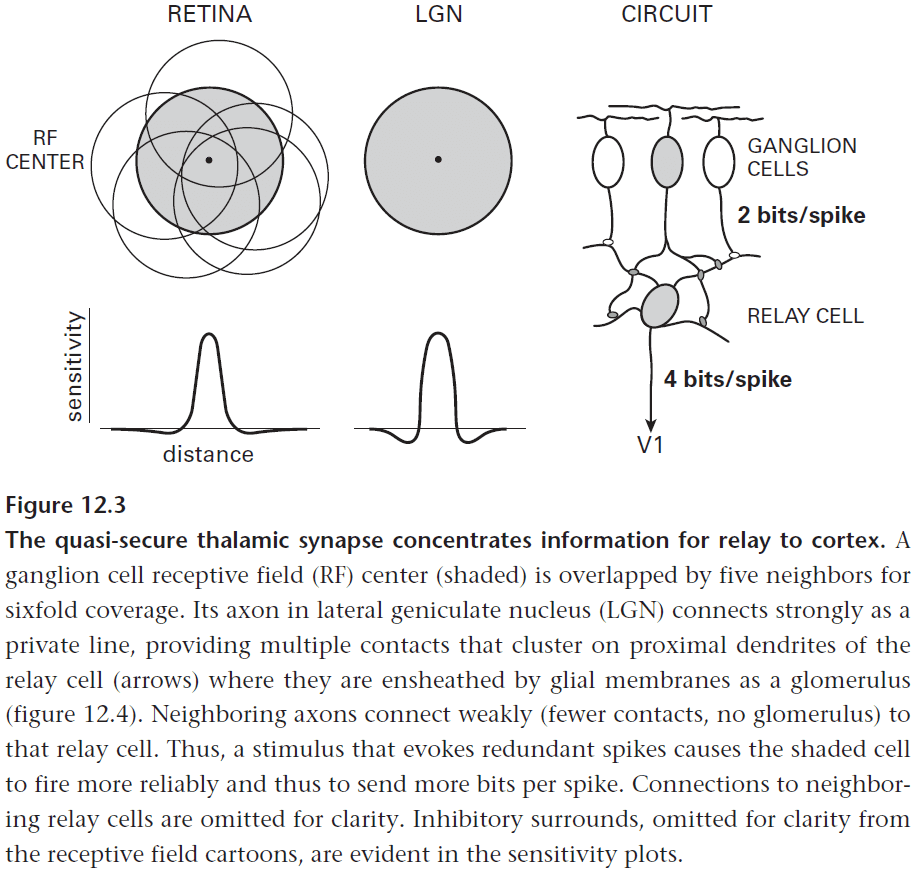 RETINA
LGN
CIRCUIT
RF
CENTER
GANGLION
CELLS
2 bits/spike
RELAY CELL
4 bits/spike
V1
sensitivity
distance
Figure 12.3
The quasi-secure thalamic synapse concentrates information for relay to cortex. A
ganglion cell receptive field (RF) center (shaded) is overlapped by five neighbors for
sixfold coverage. Its axon in lateral geniculate nucleus (LGN) connects strongly as a
private line, providing multiple contacts that cluster on proximal dendrites of the
relay cell (arrows) where they are ensheathed by glial membranes as a glomerulus
(figure 12.4). Neighboring axons connect weakly (fewer contacts, no glomerulus) to
that relay cell. Thus, a stimulus that evokes redundant spikes causes the shaded cell
to fire more reliably and thus to send more bits per spike. Connections to neighbor-
ing relay cells are omitted for clarity. Inhibitory surrounds, omitted for clarity from
the receptive field cartoons, are evident in the sensitivity plots.